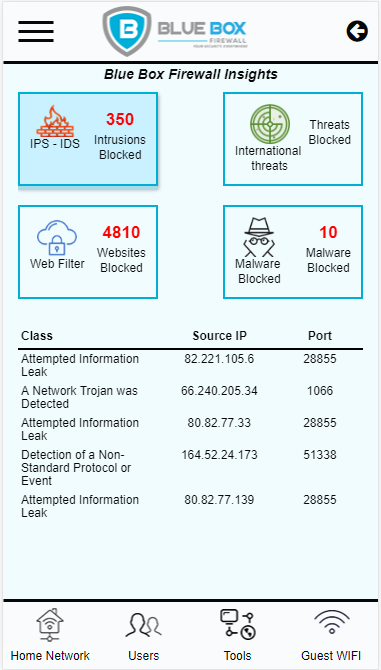 BLUE BOX
FIREWALL
YOUR SECURITY, EVERYWHERE
Blue Box Firewall Insights
IPS - IDS
350
Intrusions
Blocked
International
threats
Threats
Blocked
Web Filter
4810
Websites
Blocked
Malware
Blocked
10
Malware
Blocked
Class Source IP Port
Attempted Information 82.221.105.6 28855
Leak
A Network Trojan was 66.240.205.34 1066
Detected
Attempted Information 80.82.77.33 28855
Leak
Detection of a Non- 164.52.24.173 51338
Standard Protocol or
Event
Attempted Information 80.82.77.139 28855
Leak
Home Network Users Tools Guest WIFI